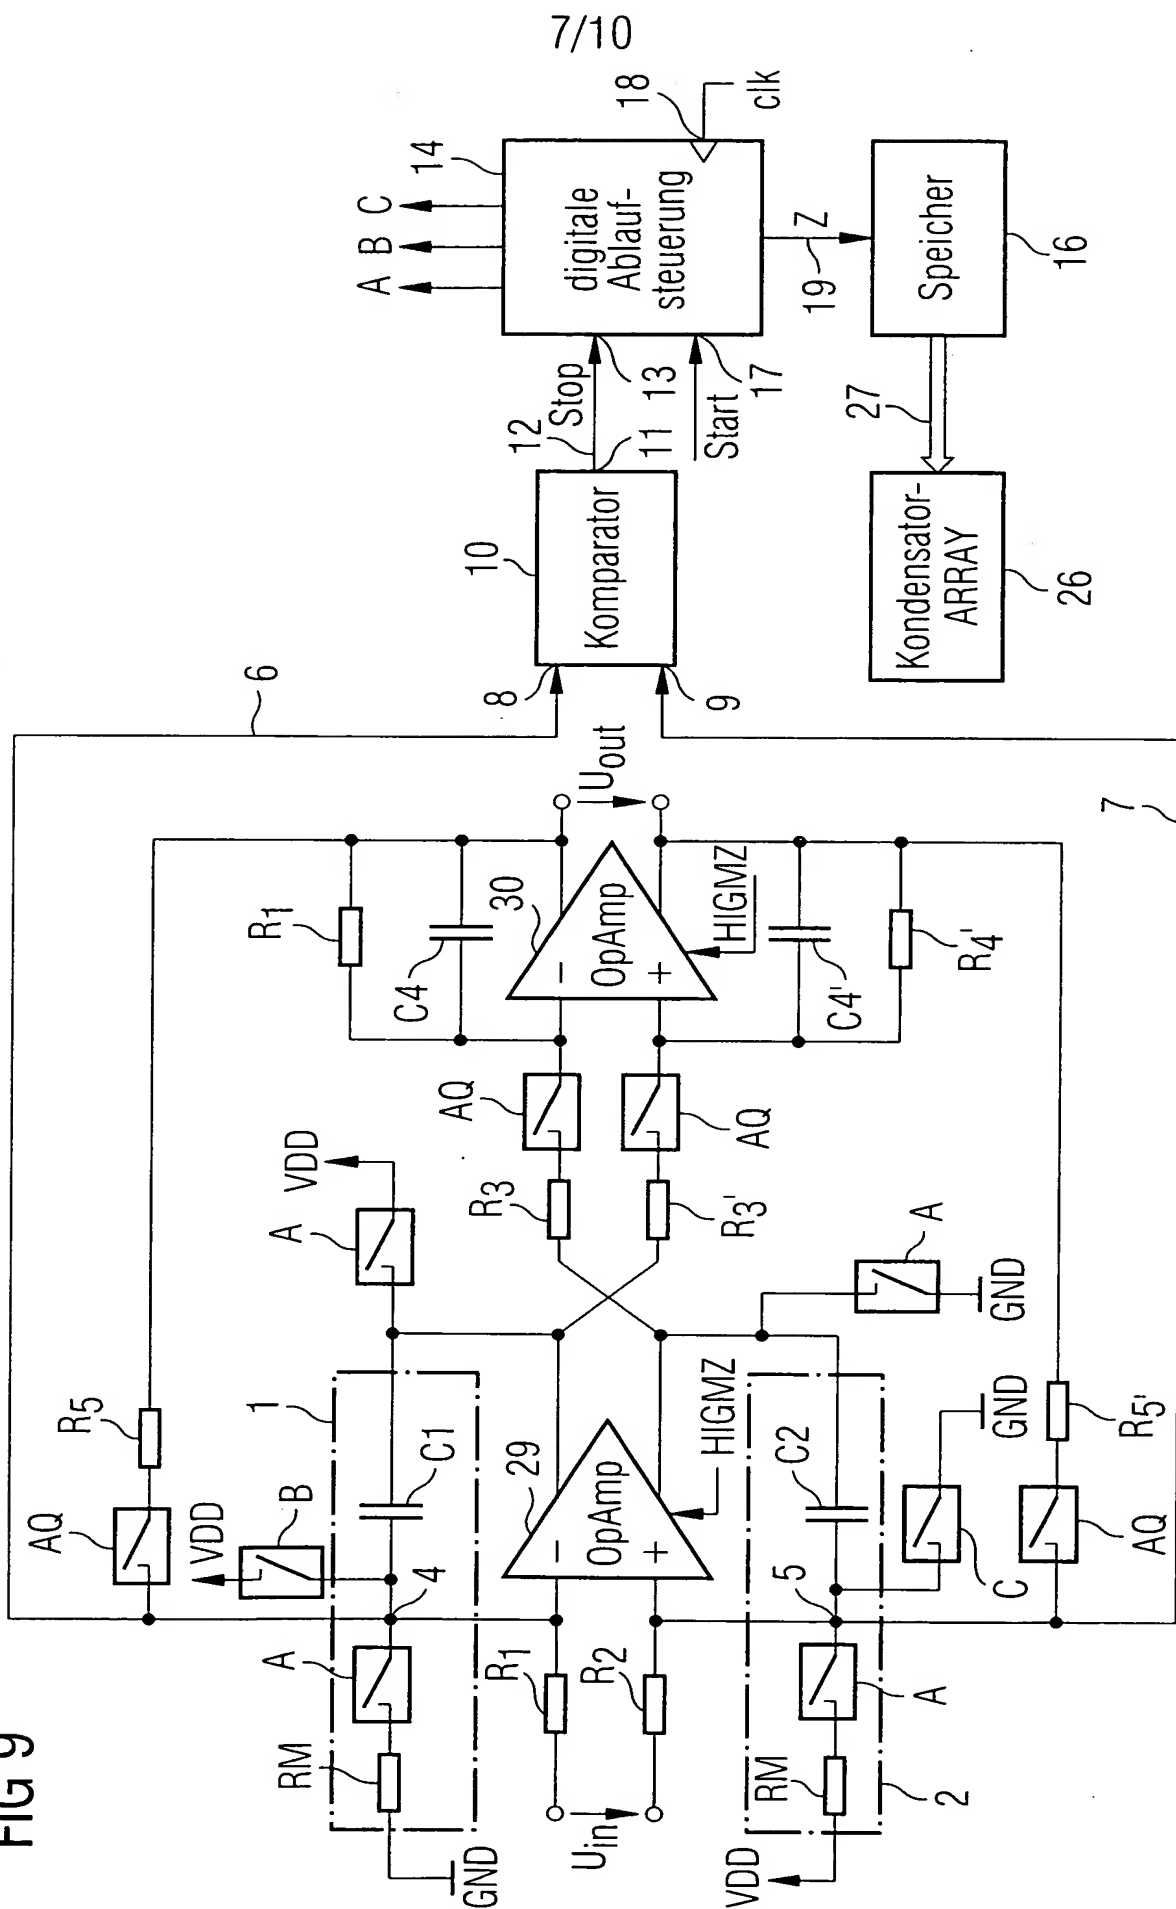 7/10
FIG 9
6
R5
AQ
VDD
B
1
A
VDD
A
RM
GND
4
C1
R1
C4
30
OpAmp
−
+
HIGMZ
Uout
AQ
R3
AQ
R3'
C4'
R4'
29
OpAmp
−
+
HIGMZ
R1
R2
Uin
A
GND
5
C2
A
RM
VDD
2
C
GND
R5'
AQ
7
8
9
10
Komparator
11
12
Stop
13
Start
17
14
A
B
C
digitale
Ablauf-
steuerung
18
clk
19
Z
Speicher
16
27
Kondensator-
ARRAY
26